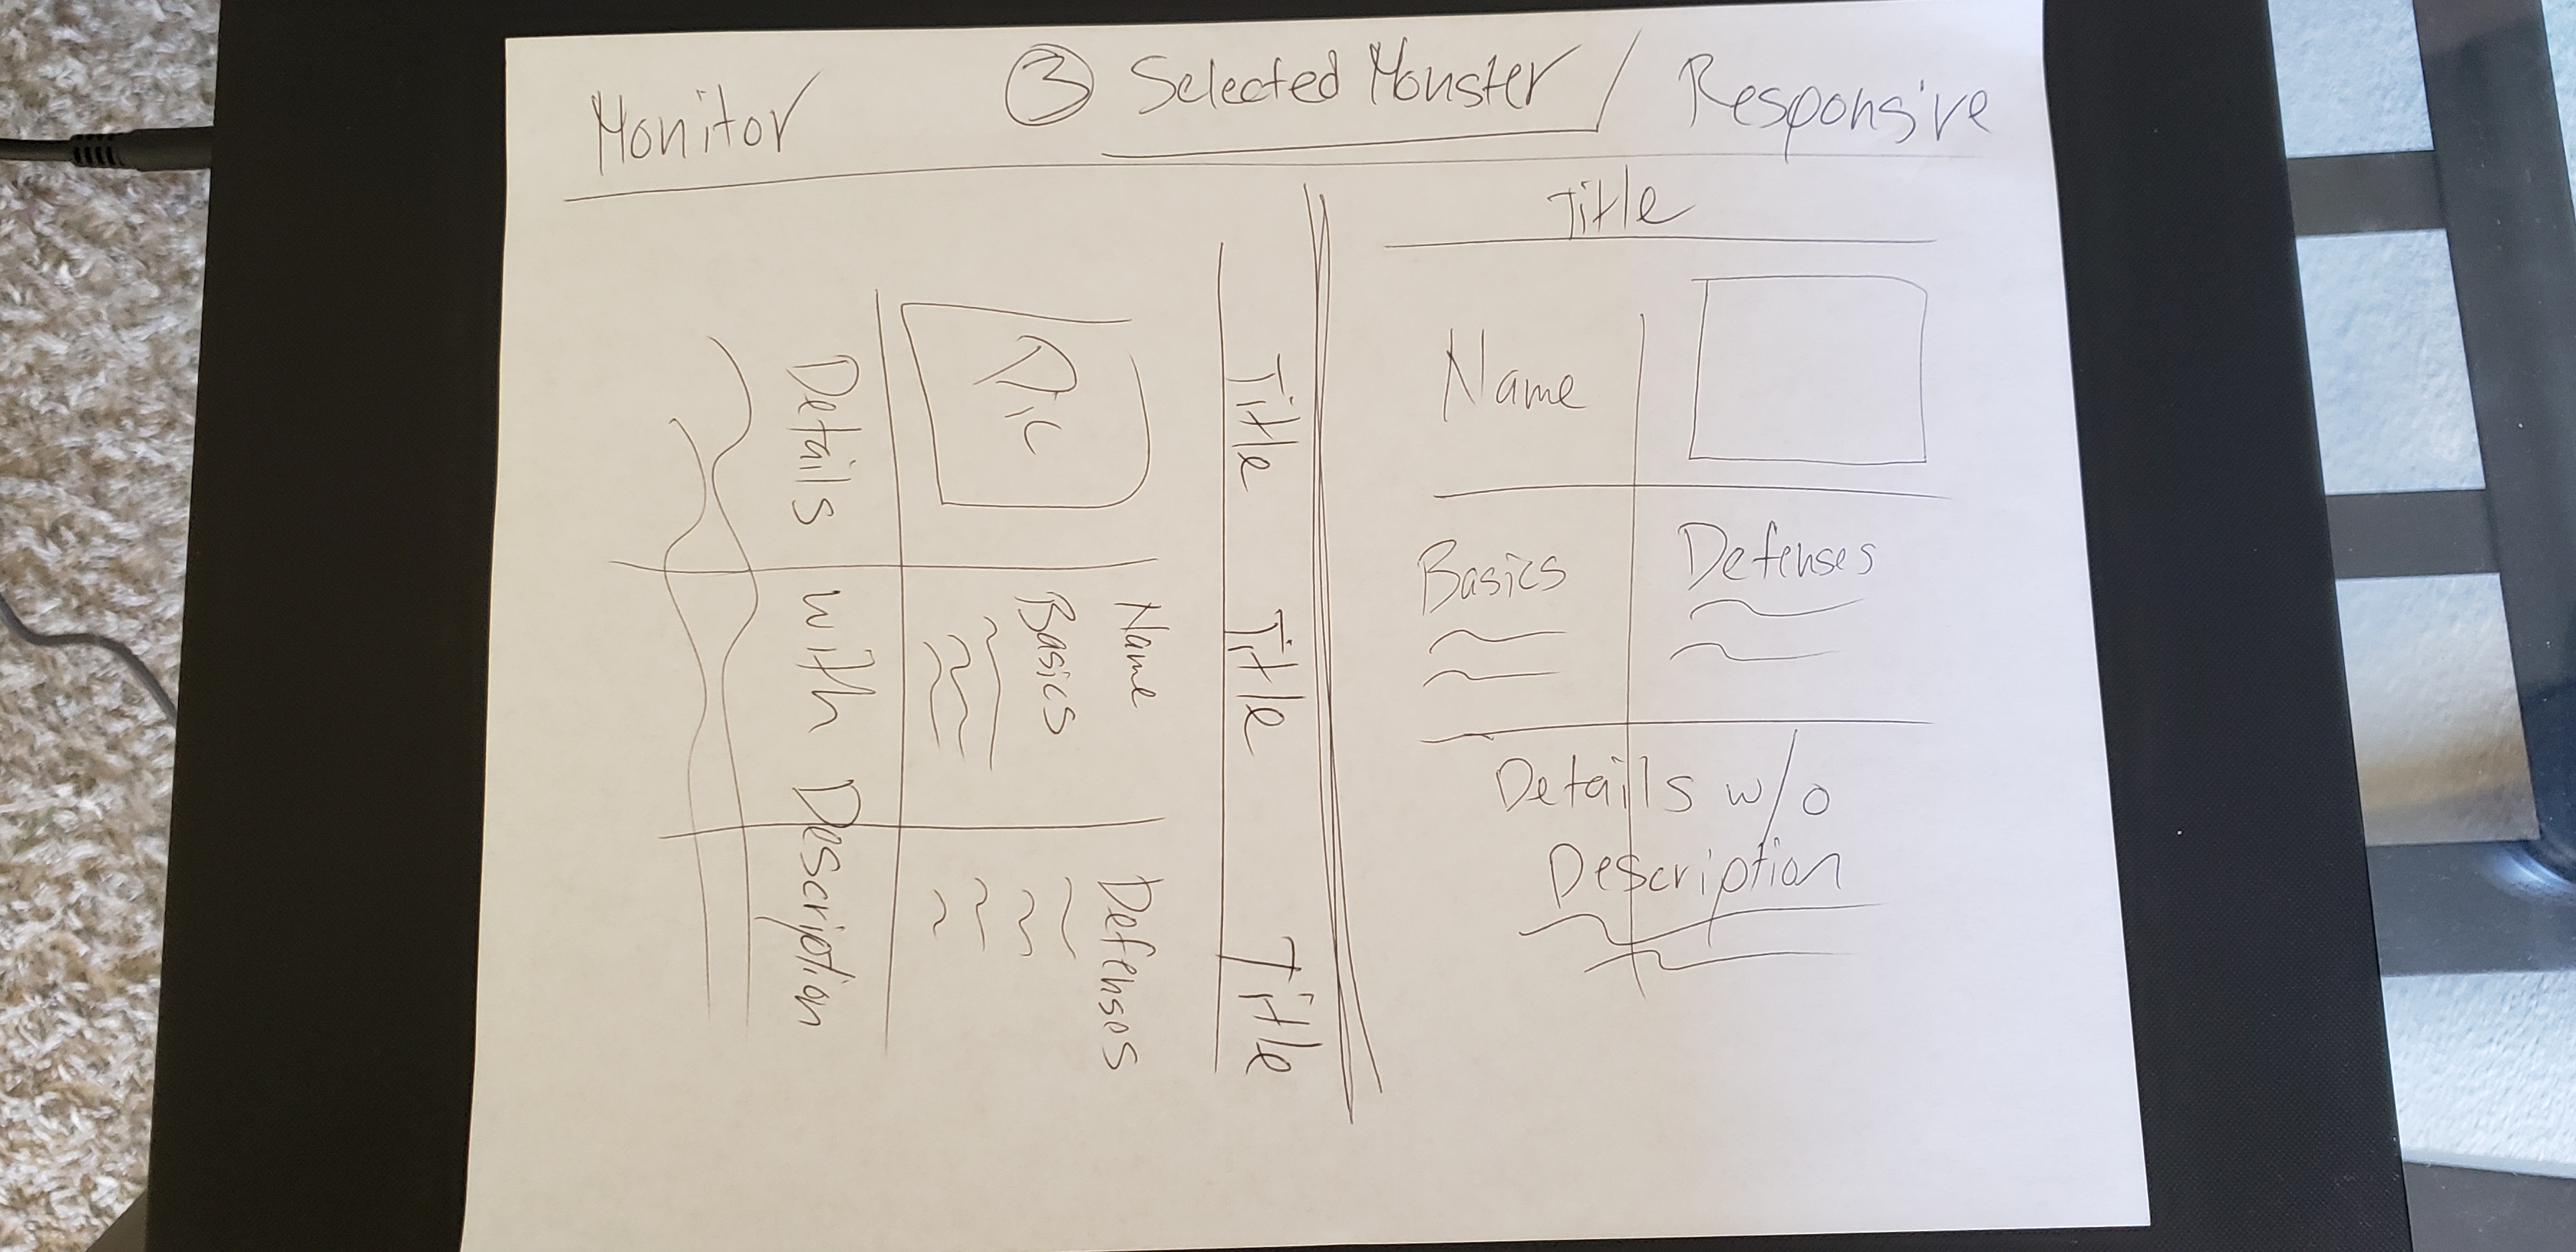 Monitor
③ Selected Monster / Responsive
Title Title Title
Pic
Name
Basics
Defenses
Details with Description
Title
Name
Basics
Defenses
Details w/o
Description